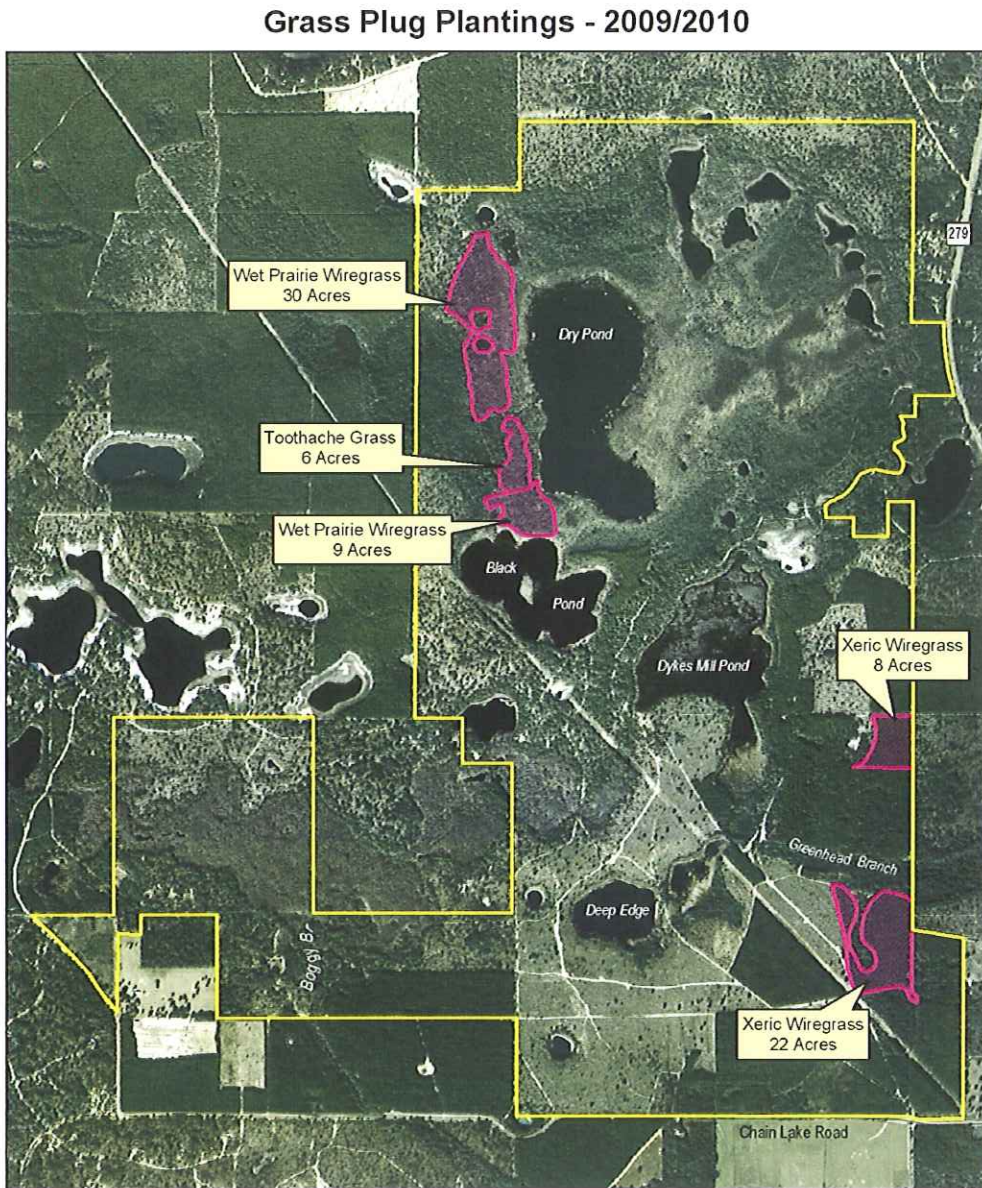 Grass Plug Plantings - 2009/2010
279
Wet Prairie Wiregrass
30 Acres
Dry Pond
Toothache Grass
6 Acres
Wet Prairie Wiregrass
9 Acres
Black
Pond
Dykes Mill Pond
Xeric Wiregrass
8 Acres
Greenhead Branch
Deep Edge
Boggy Br
Xeric Wiregrass
22 Acres
Chain Lake Road